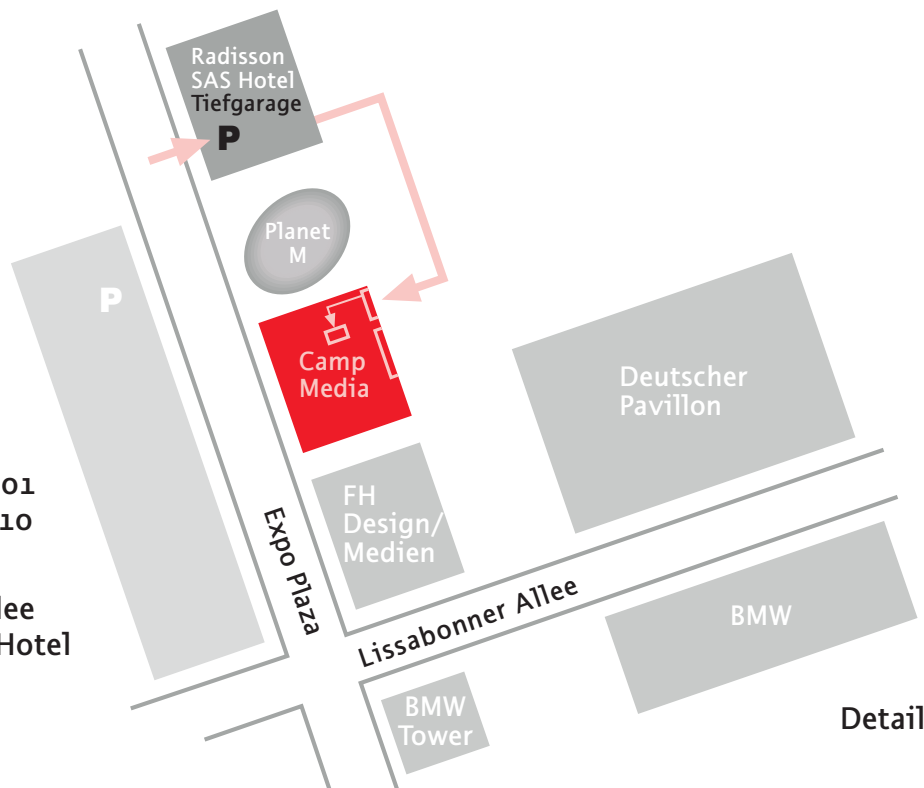 Radisson
SAS Hotel
Tiefgarage
P
Planet
M
P
Camp
Media
Deutscher
Pavillon
01
10
FH
Design/
Medien
Expo Plaza
lee
Hotel
Lissabonner Allee
BMW
BMW
Tower
Detail